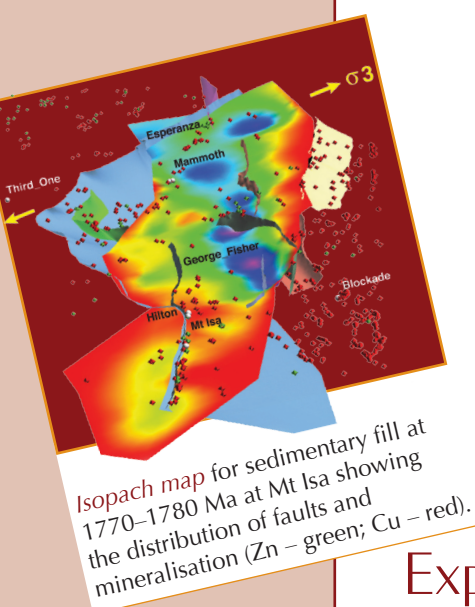 σ3
Esperanza
Mammoth
Third_One
George_Fisher
Blockade
Hilton
Mt Isa
Isopach map for sedimentary fill at
1770–1780 Ma at Mt Isa showing
the distribution of faults and
mineralisation (Zn – green; Cu – red).
Exp